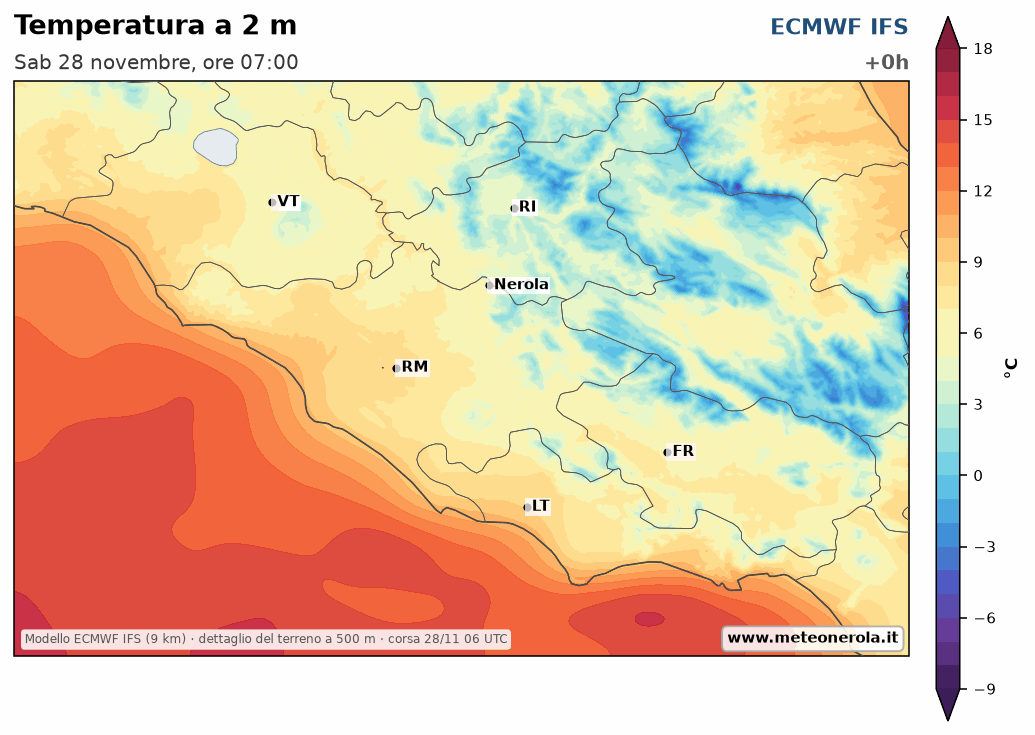 Temperatura a 2 m
ECMWF IFS
Sab 28 novembre, ore 07:00
+0h
VT
RI
Nerola
RM
FR
LT
Modello ECMWF IFS (9 km) · dettaglio del terreno a 500 m · corsa 28/11 06 UTC
www.meteonerola.it
18
15
12
9
6
3
0
−3
−6
−9
°C